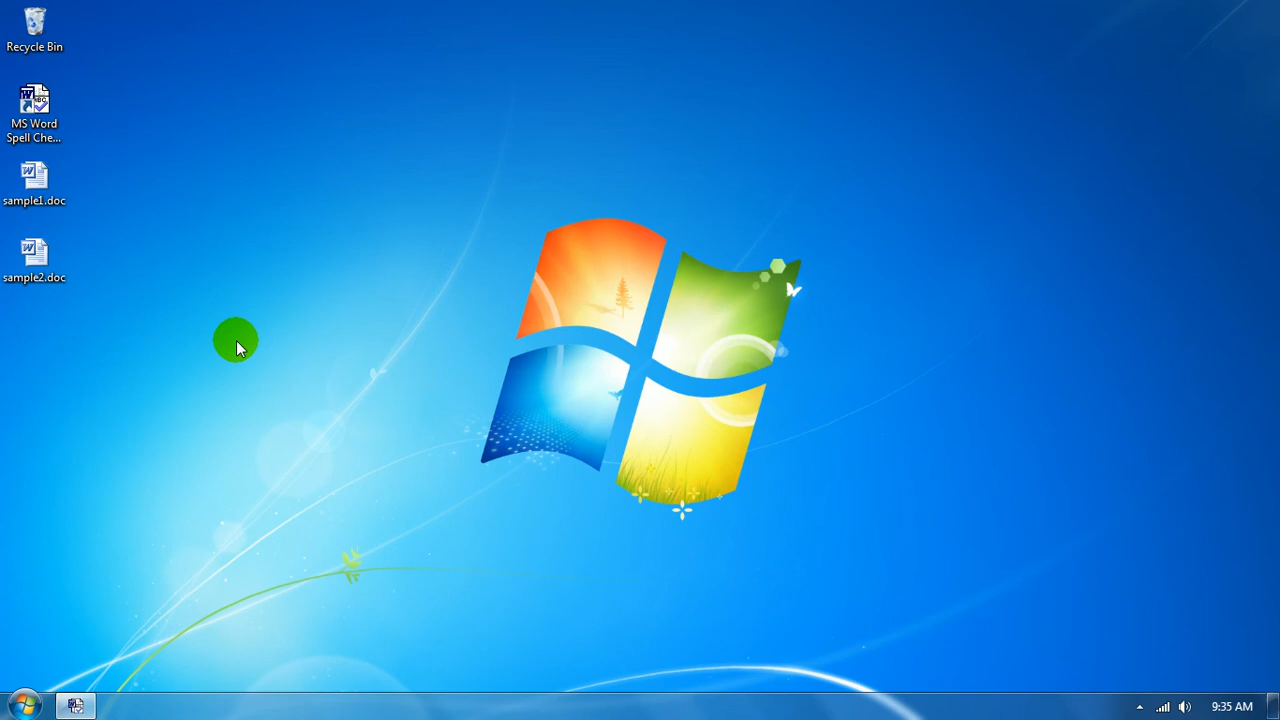 Recycle Bin
MS Word
Spell Che...
sample1.doc
sample2.doc
9:35 AM